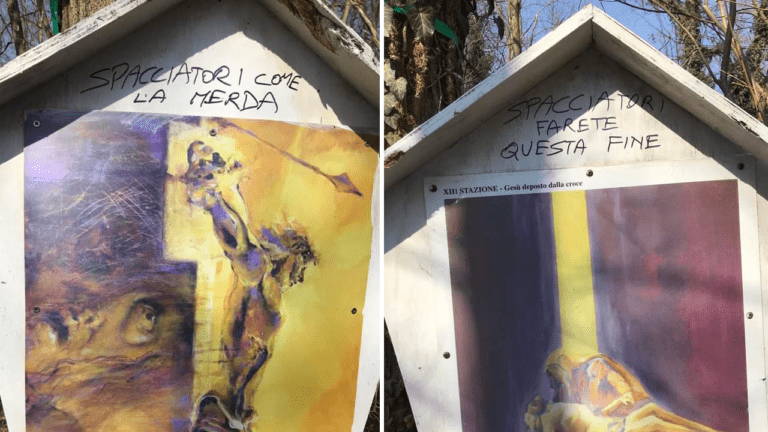 SPACCIATORI COME
LA MERDA
SPACCIATORI
FARETE
QUESTA FINE
XIII STAZIONE - Gesù deposto dalla croce